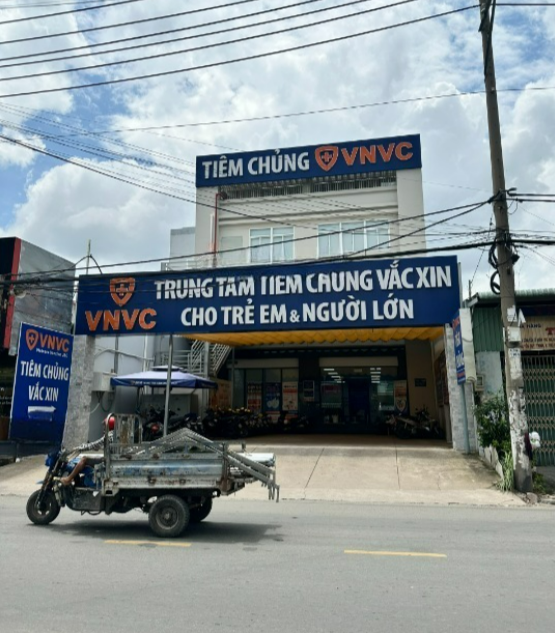 TIÊM CHỦNG VNVC
VNVC
TRUNG TÂM TIÊM CHỦNG VẮC XIN
CHO TRẺ EM & NGƯỜI LỚN
VNVC
TIÊM CHỦNG
VẮC XIN